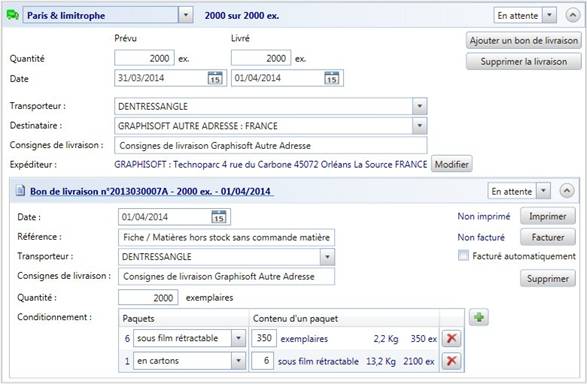 Paris & limitrophe 2000 sur 2000 ex. En attente
Prévu Livré Ajouter un bon de livraison
Quantité 2000 ex. 2000 ex. Supprimer la livraison
Date 31/03/2014 15 01/04/2014 15
Transporteur : DENTRESSANGLE
Destinataire : GRAPHISOFT AUTRE ADRESSE : FRANCE
Consignes de livraison : Consignes de livraison Graphisoft Autre Adresse
Expéditeur : GRAPHISOFT : Technoparc 4 rue du Carbone 45072 Orléans La Source FRANCE Modifier
Bon de livraison n°2013030007A - 2000 ex. - 01/04/2014 En attente
Date : 01/04/2014 15 Non imprimé Imprimer
Référence : Fiche / Matières hors stock sans commande matière Non facturé Facturer
Transporteur : DENTRESSANGLE Facturé automatiquement
Consignes de livraison : Consignes de livraison Graphisoft Autre Adresse Supprimer
Quantité : 2000 exemplaires
Conditionnement : Paquets Contenu d'un paquet
6 sous film rétractable 350 exemplaires 2,2 Kg 350 ex
1 en cartons 6 sous film rétractable 13,2 Kg 2100 ex